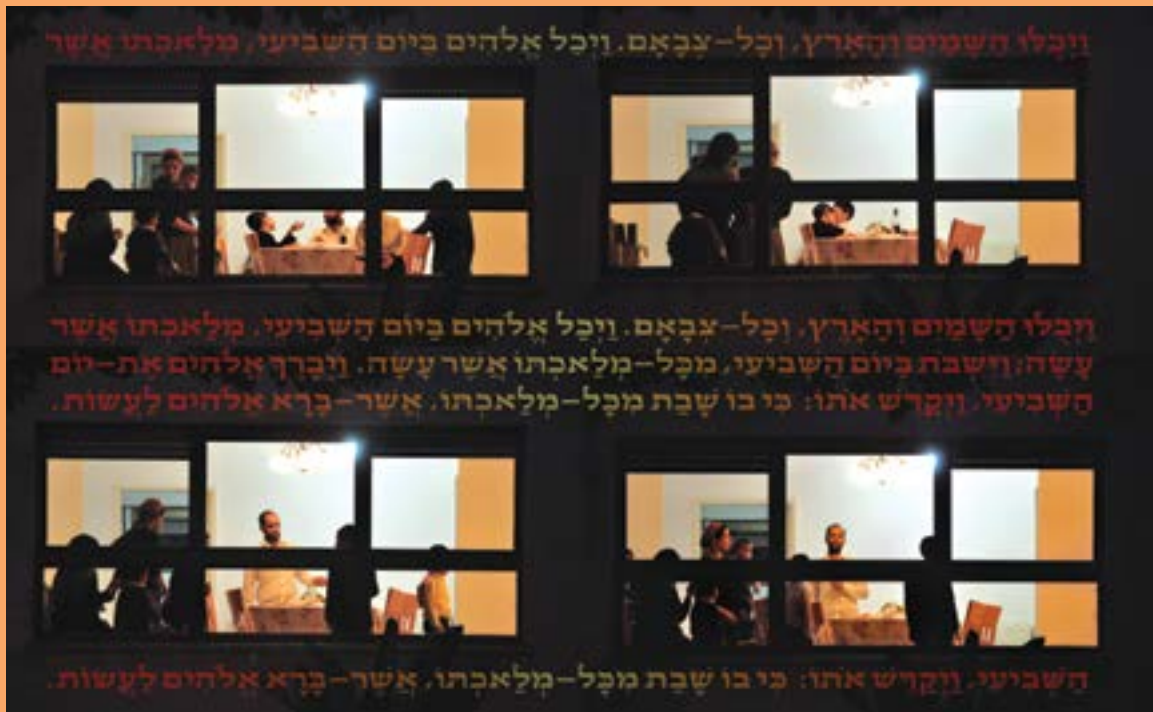 וַיְכֻלּוּ הַשָּׁמַיִם וְהָאָרֶץ, וְכָל-צְבָאָם. וַיְכַל אֱלֹהִים בַּיּוֹם הַשְּׁבִיעִי, מְלַאכְתּוֹ אֲשֶׁר
וַיְכֻלּוּ הַשָּׁמַיִם וְהָאָרֶץ, וְכָל-צְבָאָם. וַיְכַל אֱלֹהִים בַּיּוֹם הַשְּׁבִיעִי, מְלַאכְתּוֹ אֲשֶׁר
עָשָׂה; וַיִּשְׁבֹּת בַּיּוֹם הַשְּׁבִיעִי, מִכָּל-מְלַאכְתּוֹ אֲשֶׁר עָשָׂה. וַיְבָרֶךְ אֱלֹהִים אֶת-יוֹם
הַשְּׁבִיעִי, וַיְקַדֵּשׁ אֹתוֹ: כִּי בוֹ שָׁבַת מִכָּל-מְלַאכְתּוֹ, אֲשֶׁר-בָּרָא אֱלֹהִים לַעֲשׂוֹת.
הַשְּׁבִיעִי, וַיְקַדֵּשׁ אֹתוֹ: כִּי בוֹ שָׁבַת מִכָּל-מְלַאכְתּוֹ, אֲשֶׁר-בָּרָא אֱלֹהִים לַעֲשׂוֹת.